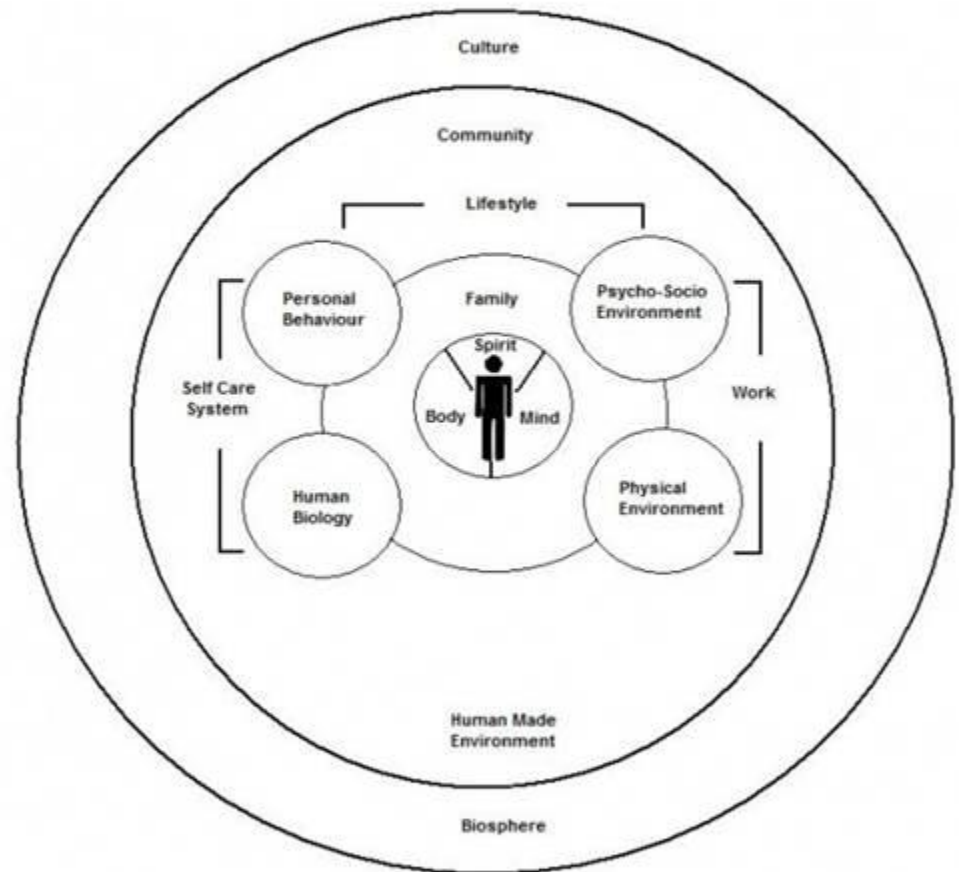 Culture
Community
Lifestyle
Personal
Behaviour
Family
Psycho-Socio
Environment
Spirit
Self Care
System
Body
Mind
Work
Human
Biology
Physical
Environment
Human Made
Environment
Biosphere